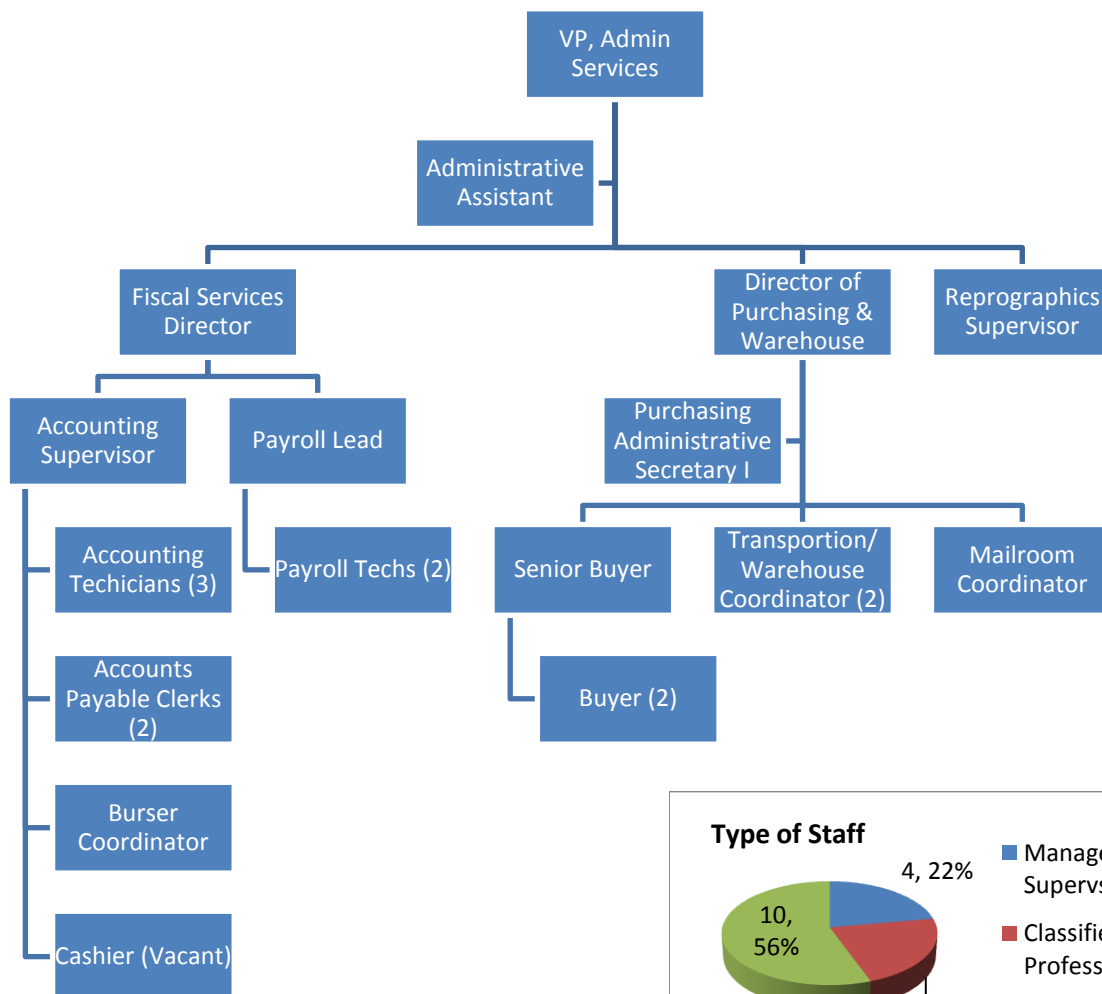 VP, Admin
Services
Administrative
Assistant
Fiscal Services
Director
Director of
Purchasing &
Warehouse
Reprographics
Supervisor
Accounting
Supervisor
Payroll Lead
Purchasing
Administrative
Secretary I
Accounting
Techicians (3)
Payroll Techs (2)
Senior Buyer
Transportion/
Warehouse
Coordinator (2)
Mailroom
Coordinator
Accounts
Payable Clerks
(2)
Buyer (2)
Burser
Coordinator
Cashier (Vacant)
Type of Staff
4, 22%
10,
56%